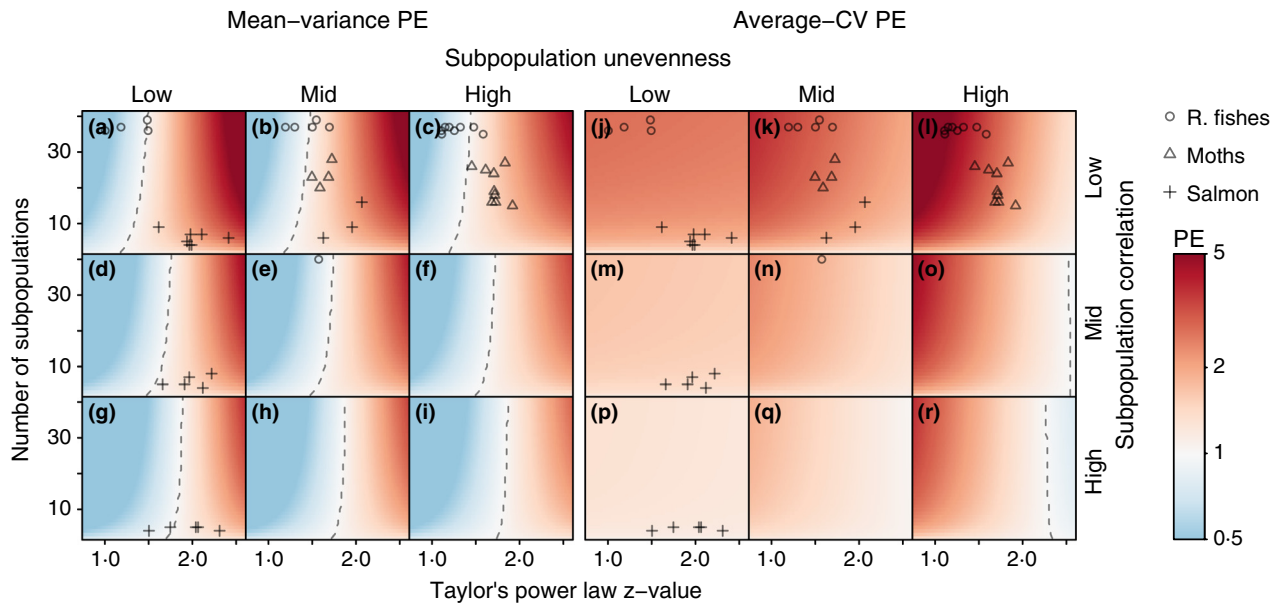 Mean−variance PE Average−CV PE
Subpopulation unevenness
Low Mid High Low Mid High
(a) (b) (c) (j) (k) (l)
(d) (e) (f) (m) (n) (o)
(g) (h) (i) (p) (q) (r)
30
10
30
10
30
10
Number of subpopulations
1·0 2·0 1·0 2·0 1·0 2·0 1·0 2·0 1·0 2·0 1·0 2·0
Taylor's power law z−value
Low
Mid
High
Subpopulation correlation
R. fishes
Moths
Salmon
PE
5
2
1
0·5